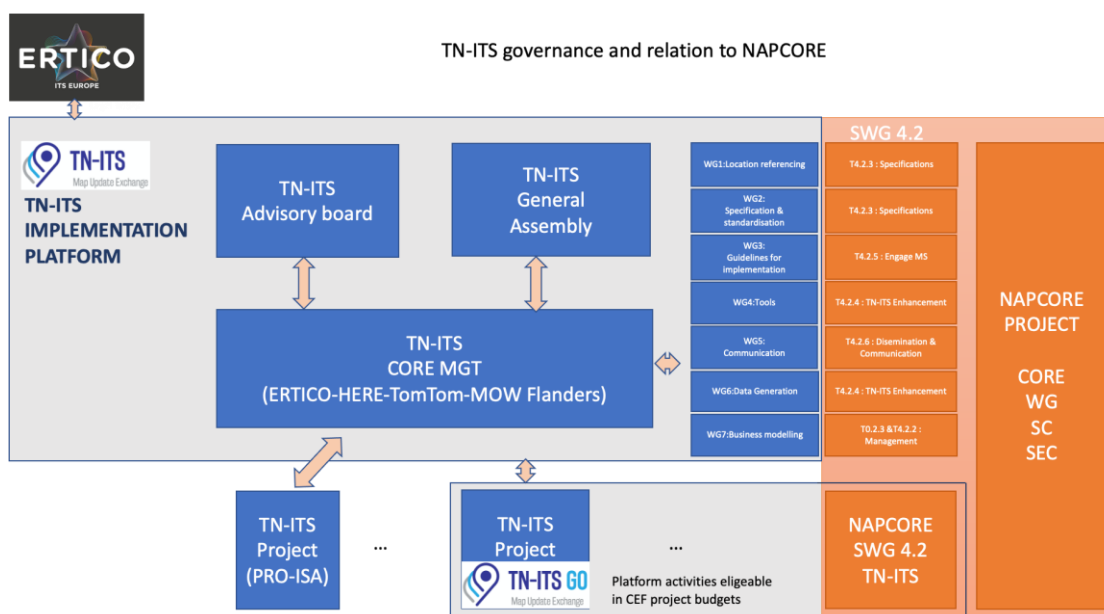 ERTICO
ITS EUROPE
TN-ITS governance and relation to NAPCORE
TN-ITS
Map Update Exchange
TN-ITS
IMPLEMENTATION
PLATFORM
TN-ITS
Advisory board
TN-ITS
General
Assembly
TN-ITS
CORE MGT
(ERTICO-HERE-TomTom-MOW Flanders)
SWG 4.2
WG1:Location referencing
T4.2.3 : Specifications
WG2:
Specification &
standardisation
T4.2.3 : Specifications
WG3:
Guidelines for
implementation
T4.2.5 : Engage MS
WG4:Tools
T4.2.4 : TN-ITS Enhancement
WG5:
Communication
T4.2.6 : Disemination &
Communication
WG6:Data Generation
T4.2.4 : TN-ITS Enhancement
WG7:Business modelling
T0.2.3 &T4.2.2 :
Management
NAPCORE
PROJECT
CORE
WG
SC
SEC
TN-ITS
Project
(PRO-ISA)
...
TN-ITS
Project
TN-ITS GO
Map Update Exchange
...
Platform activities eligeable
in CEF project budgets
NAPCORE
SWG 4.2
TN-ITS